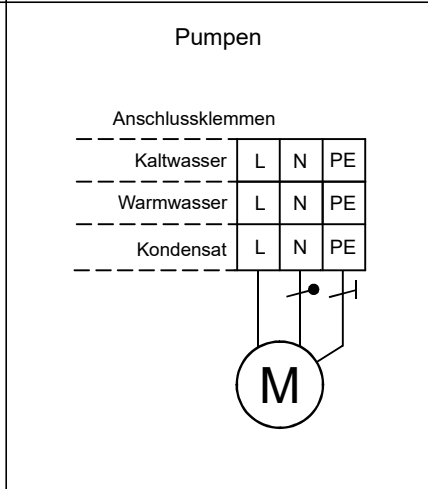 Pumpen
Anschlussklemmen
Kaltwasser L N PE
Warmwasser L N PE
Kondensat L N PE
M